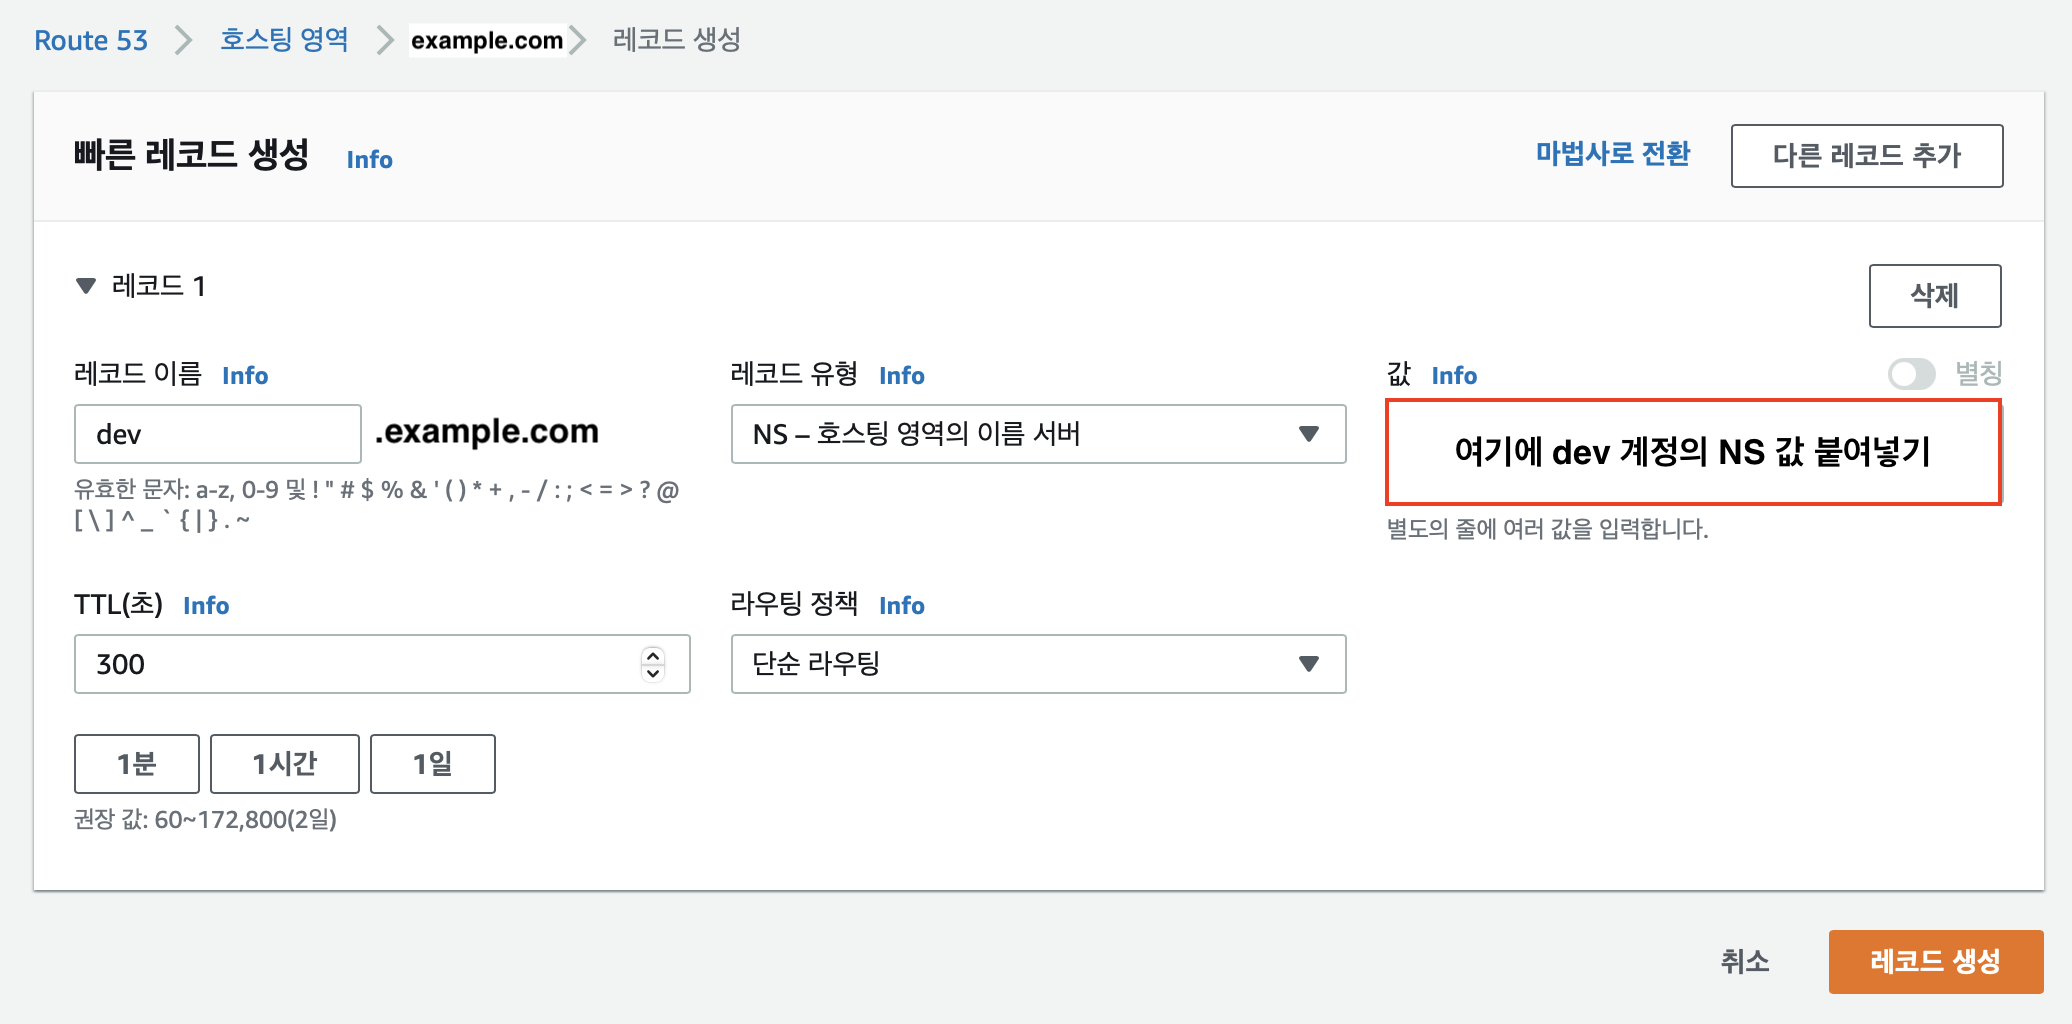 Route 53 호스팅 영역 example.com 레코드 생성
빠른 레코드 생성 Info
마법사로 전환
다른 레코드 추가
레코드 1
삭제
레코드 이름 Info
dev
.example.com
유효한 문자: a-z, 0-9 및 ! " # $ % & ' ( ) * + , - / : ; < = > ? @
[ \ ] ^ _ ` { | } . ~
레코드 유형 Info
NS – 호스팅 영역의 이름 서버
값 Info
별칭
여기에 dev 계정의 NS 값 붙여넣기
별도의 줄에 여러 값을 입력합니다.
TTL(초) Info
300
1분 1시간 1일
권장 값: 60~172,800(2일)
라우팅 정책 Info
단순 라우팅
취소
레코드 생성